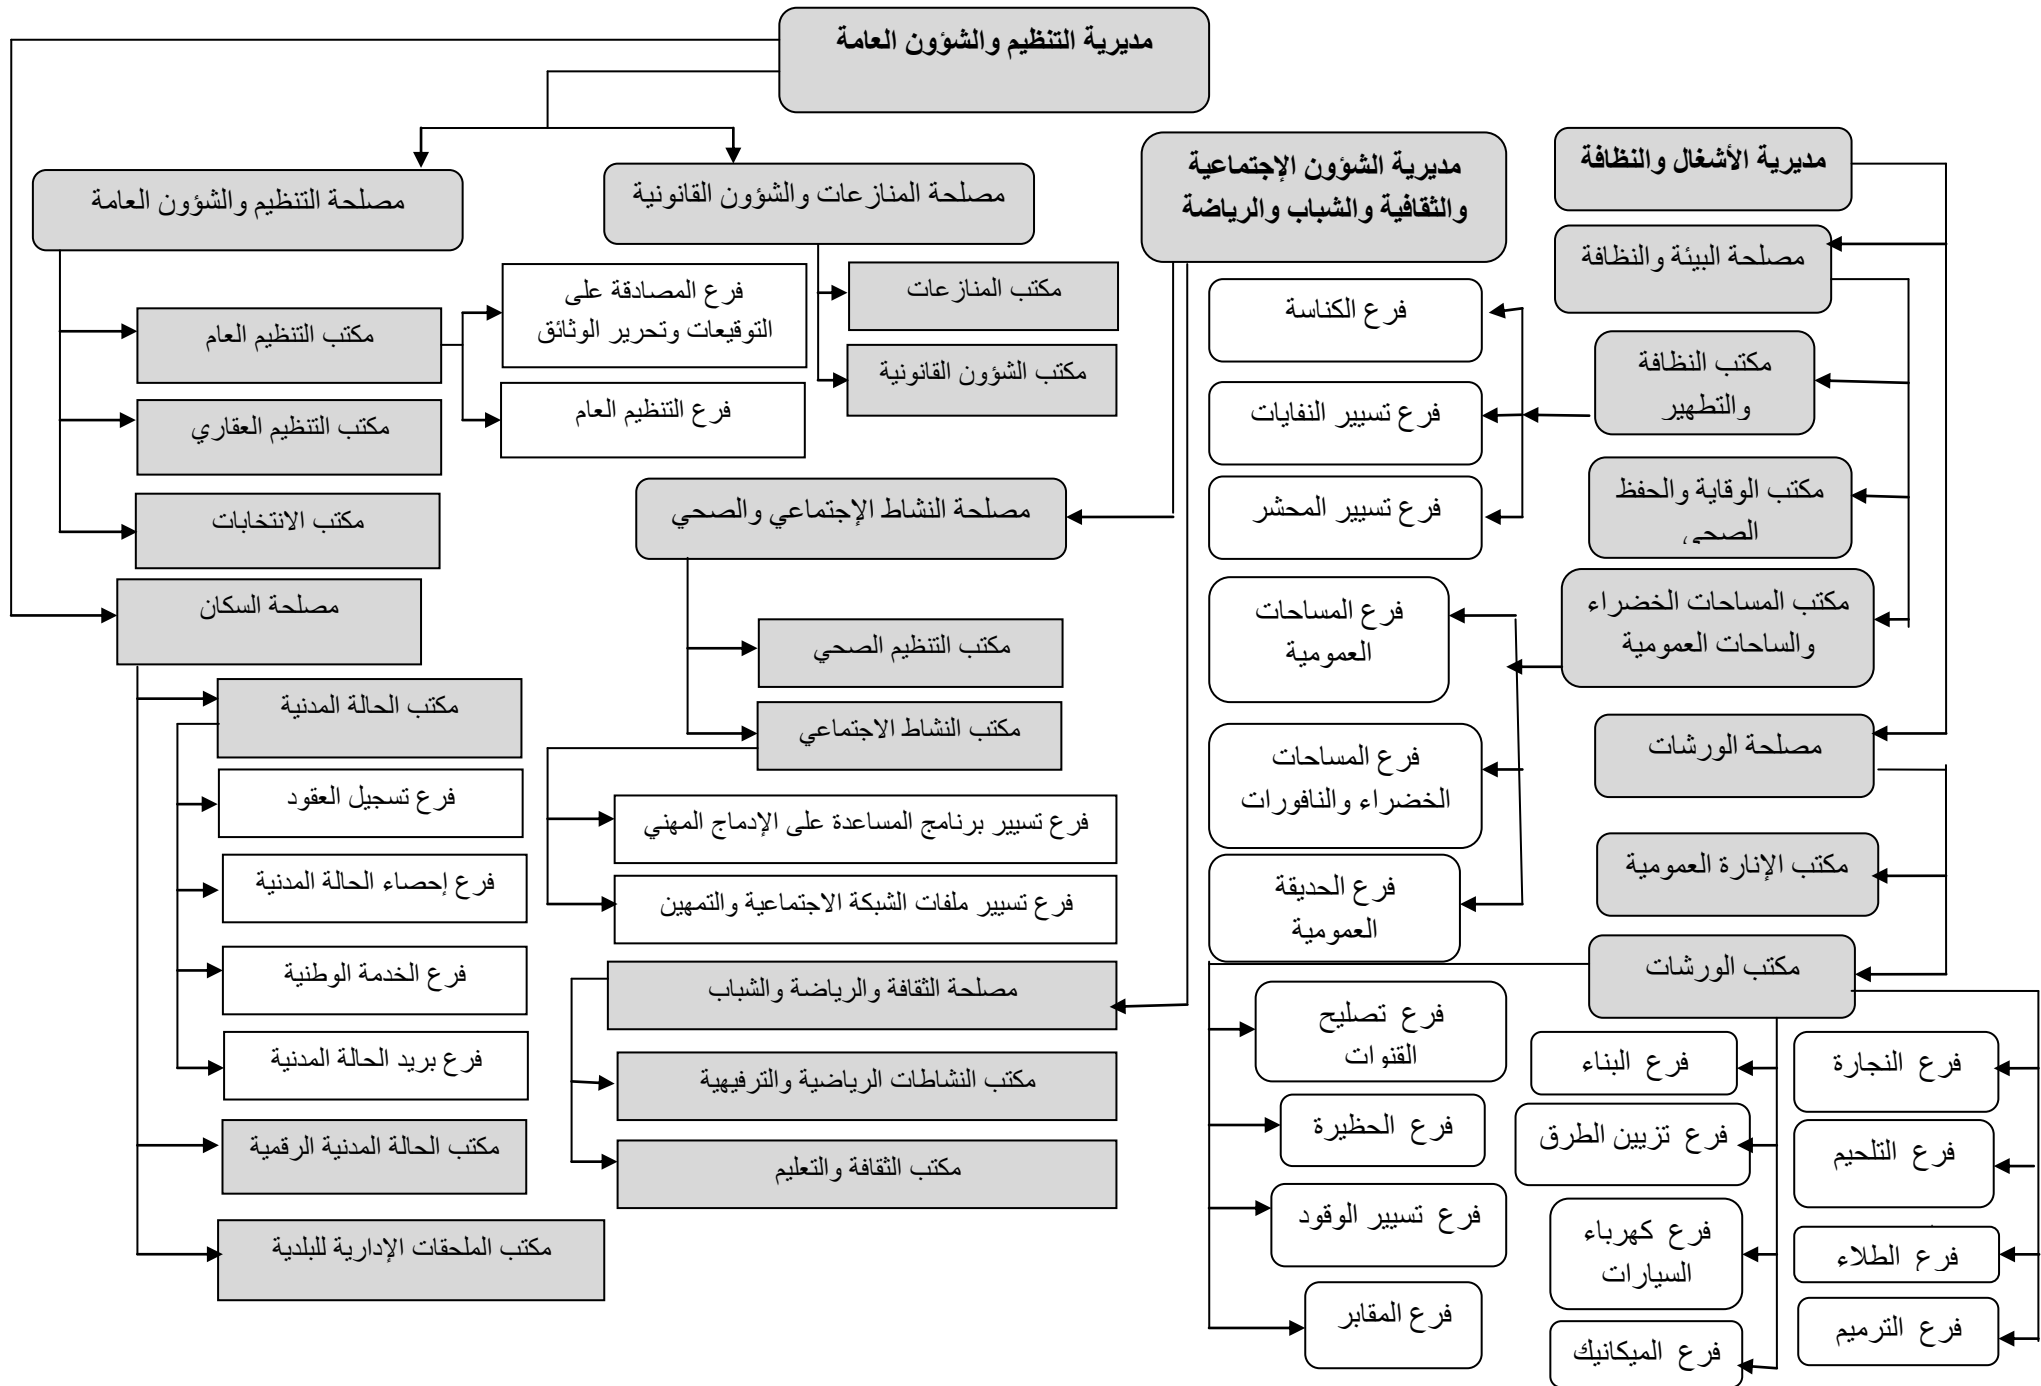 مديرية التنظيم والشؤون العامة
مديرية الأشغال والنظافة
مديرية الشؤون الإجتماعية
والثقافية والشباب والرياضة
مصلحة المنازعات والشؤون القانونية
مصلحة التنظيم والشؤون العامة
مصلحة البيئة والنظافة
مكتب النظافة
والتطهير
مكتب الوقاية والحفظ
الصحي
مكتب المساحات الخضراء
والساحات العمومية
مصلحة الورشات
مكتب الإنارة العمومية
مكتب الورشات
فرع النجارة
فرع التلحيم
فرع الطلاء
فرع الترميم
فرع البناء
فرع تزيين الطرق
فرع كهرباء
السيارات
فرع الميكانيك
فرع الكناسة
فرع تسيير النفايات
فرع تسيير المحشر
فرع المساحات
العمومية
فرع المساحات
الخضراء والنافورات
فرع الحديقة
العمومية
فرع تصليح
القنوات
فرع الحظيرة
فرع تسيير الوقود
فرع المقابر
مكتب المنازعات
مكتب الشؤون القانونية
مصلحة النشاط الإجتماعي والصحي
مكتب التنظيم الصحي
مكتب النشاط الاجتماعي
فرع تسيير برنامج المساعدة على الإدماج المهني
فرع تسيير ملفات الشبكة الاجتماعية والتمهين
مصلحة الثقافة والرياضة والشباب
مكتب النشاطات الرياضية والترفيهية
مكتب الثقافة والتعليم
فرع المصادقة على
التوقيعات وتحرير الوثائق
فرع التنظيم العام
مكتب التنظيم العام
مكتب التنظيم العقاري
مكتب الانتخابات
مصلحة السكان
مكتب الحالة المدنية
فرع تسجيل العقود
فرع إحصاء الحالة المدنية
فرع الخدمة الوطنية
فرع بريد الحالة المدنية
مكتب الحالة المدنية الرقمية
مكتب الملحقات الإدارية للبلدية